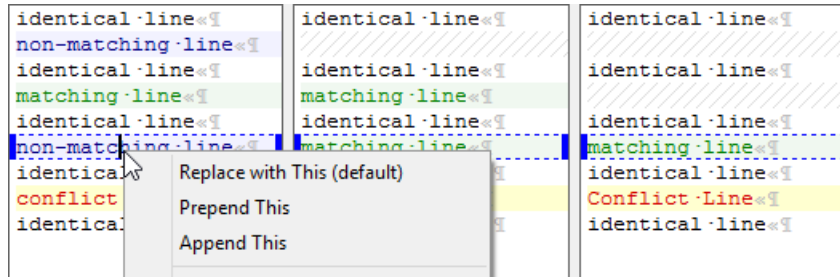 identical·line«¶
non-matching·line«¶
identical·line«¶
matching·line«¶
identical·line«¶
non-matching·line«¶
identical
conflict
identical
identical·line«¶
identical·line«¶
matching·line«¶
identical·line«¶
matching·line«¶
¶
identical·line«¶
identical·line«¶
identical·line«¶
matching·line«¶
identical·line«¶
Conflict·Line«¶
identical·line«¶
Replace with This (default)
Prepend This
Append This